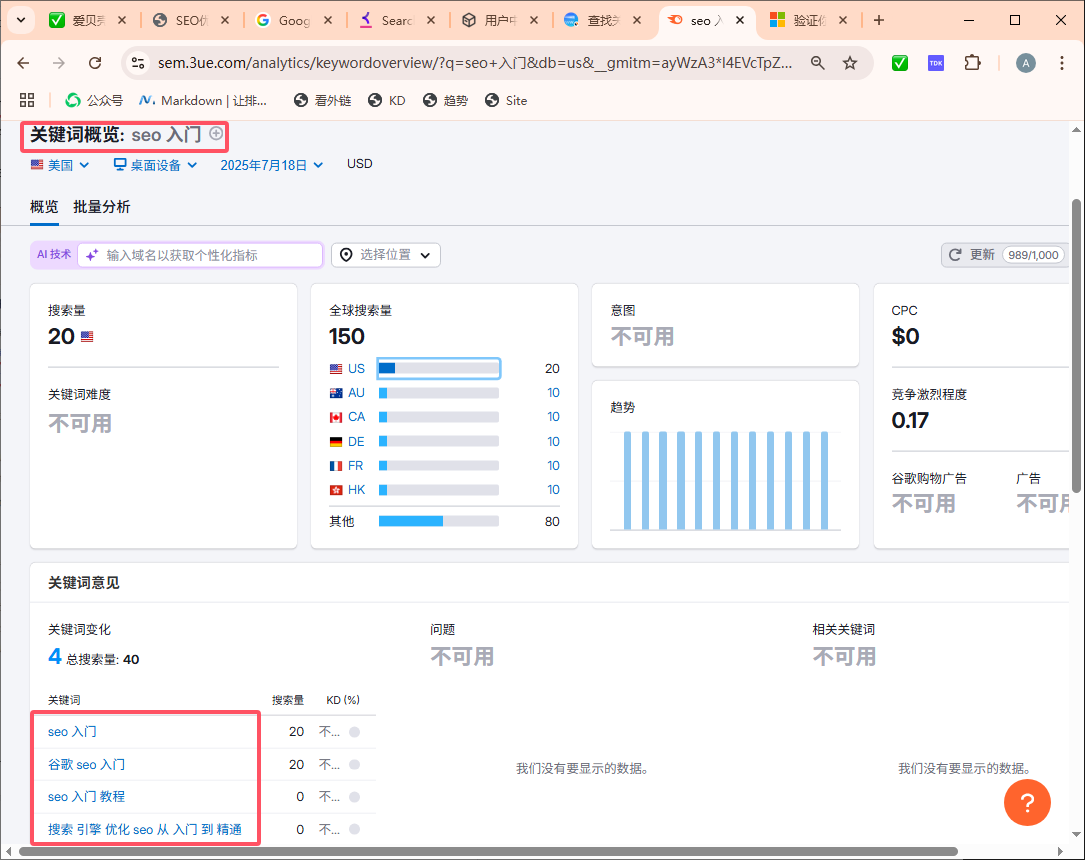 爱贝壳
SEO优
Goog
Searc
用户中
查找关
seo 入
验证你
sem.3ue.com/analytics/keywordoverview/?q=seo+入门&db=us&__gmitm=ayWzA3*l4EVcTpZ...
TDK
A
公众号
Markdown | 让排...
看外链
KD
趋势
Site
关键词概览: seo 入门
美国
桌面设备
2025年7月18日
USD
概览
批量分析
AI 技术
输入域名以获取个性化指标
选择位置
更新
989/1,000
搜索量
20
关键词难度
不可用
全球搜索量
150
US 20
AU 10
CA 10
DE 10
FR 10
HK 10
其他 80
意图
不可用
趋势
CPC
$0
竞争激烈程度
0.17
谷歌购物广告
不可用
广告
不可用
关键词意见
关键词变化
4 总搜索量: 40
关键词 搜索量 KD (%)
seo 入门 20 不...
谷歌 seo 入门 20 不...
seo 入门 教程 0 不...
搜索 引擎 优化 seo 从 入门 到 精通 0 不...
问题
不可用
我们没有要显示的数据。
相关关键词
不可用
我们没有要显示的数据。
?